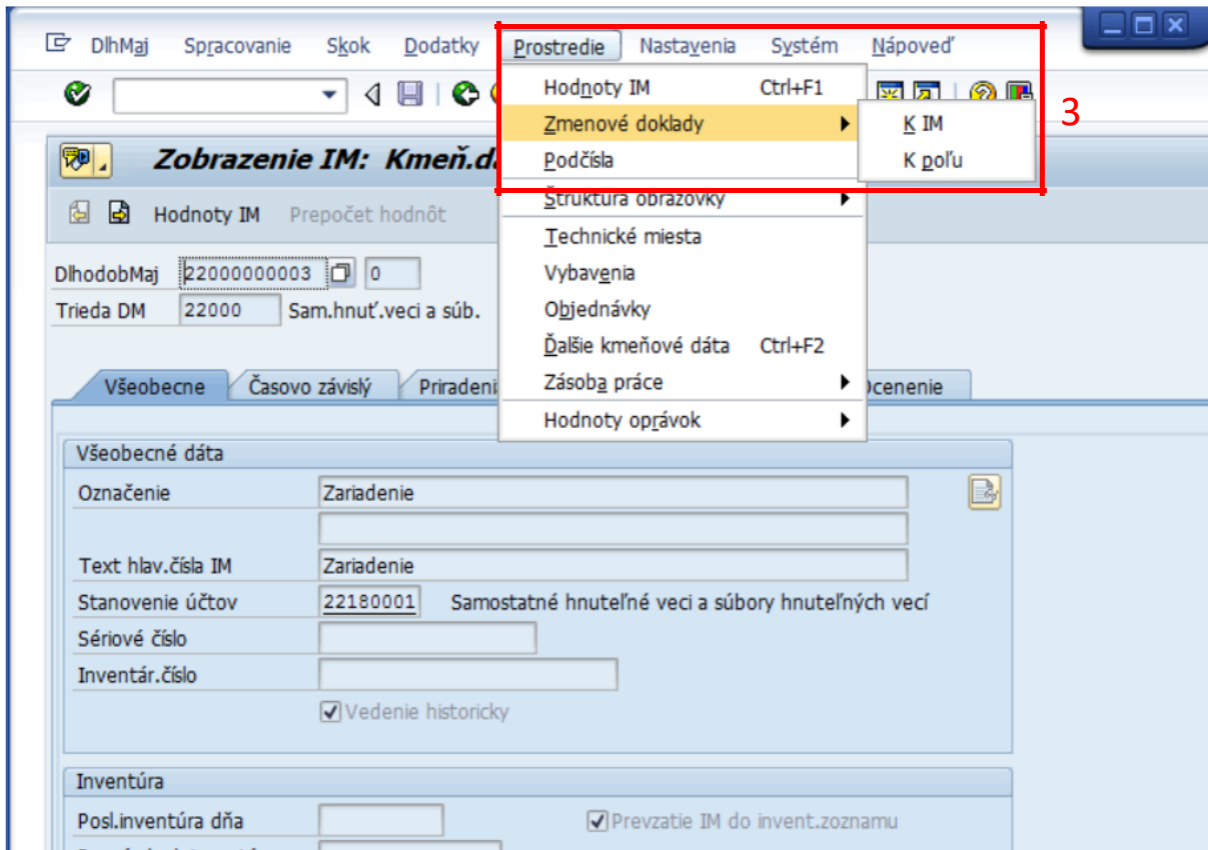 DlhMaj Spracovanie Skok Dodatky Prostredie Nastavenia Systém Nápoveď
Hodnoty IM Ctrl+F1
Zmenové doklady K IM 3
Podčísla K poľu
Zobrazenie IM: Kmeň.d
Štruktúra obrazovky
Hodnoty IM Prepočet hodnôt
Technické miesta
DlhodobMaj 22000000003 0 Vybavenia
Trieda DM 22000 Sam.hnuť.veci a súb. Objednávky
Ďalšie kmeňové dáta Ctrl+F2
Všeobecne Časovo závislý Priradeni Zásoba práce cenenie
Hodnoty oprávok
Všeobecné dáta
Označenie Zariadenie
Text hlav.čísla IM Zariadenie
Stanovenie účtov 22180001 Samostatné hnuteľné veci a súbory hnuteľných vecí
Sériové číslo
Inventár.číslo
Vedenie historicky
Inventúra
Posl.inventúra dňa Prevzatie IM do invent.zoznamu